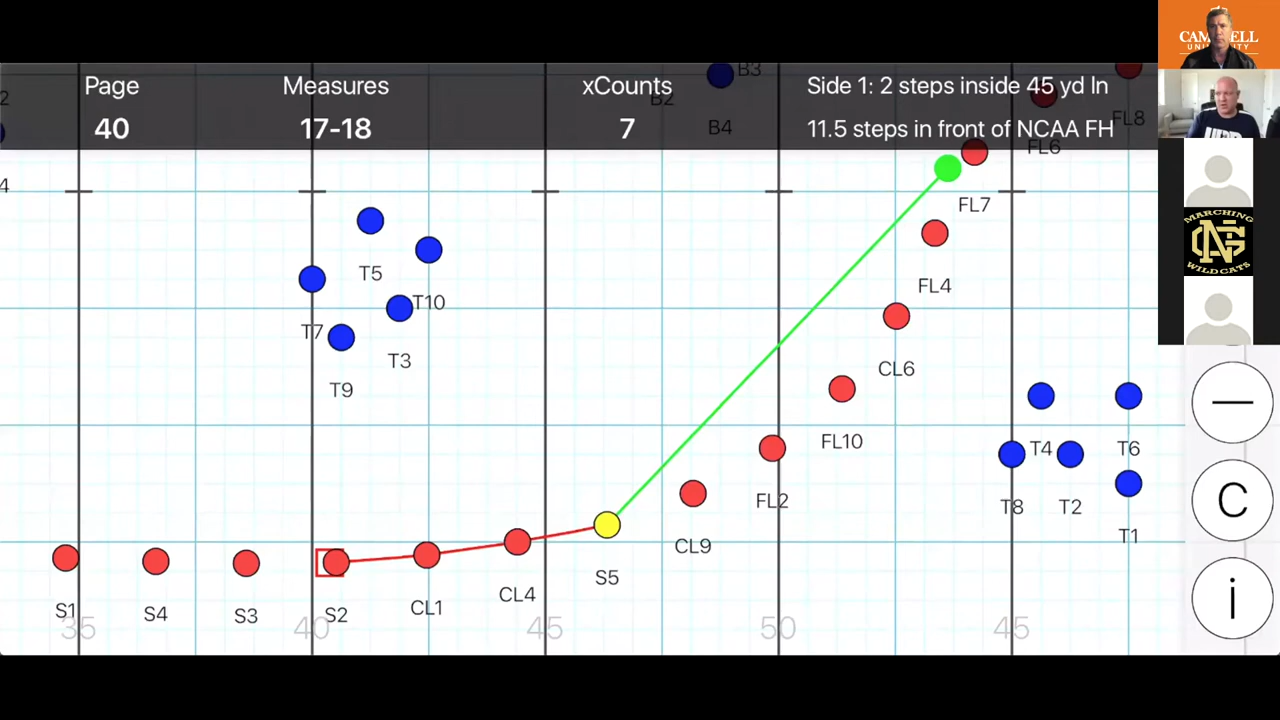 Page
40
Measures
17-18
xCounts
7
Side 1: 2 steps inside 45 yd ln
11.5 steps in front of NCAA FH
CAMPBELL
UNIVERSITY
MARCHING
NG
WILDCATS
2
B3
B2
B4
FL8
FL6
4
FL7
T5
FL4
T10
T7
T3
CL6
T9
FL10
T4
T6
FL2
T8
T2
CL9
T1
S5
CL4
S1
S4
S3
S2
CL1
35
40
45
50
45
C
i